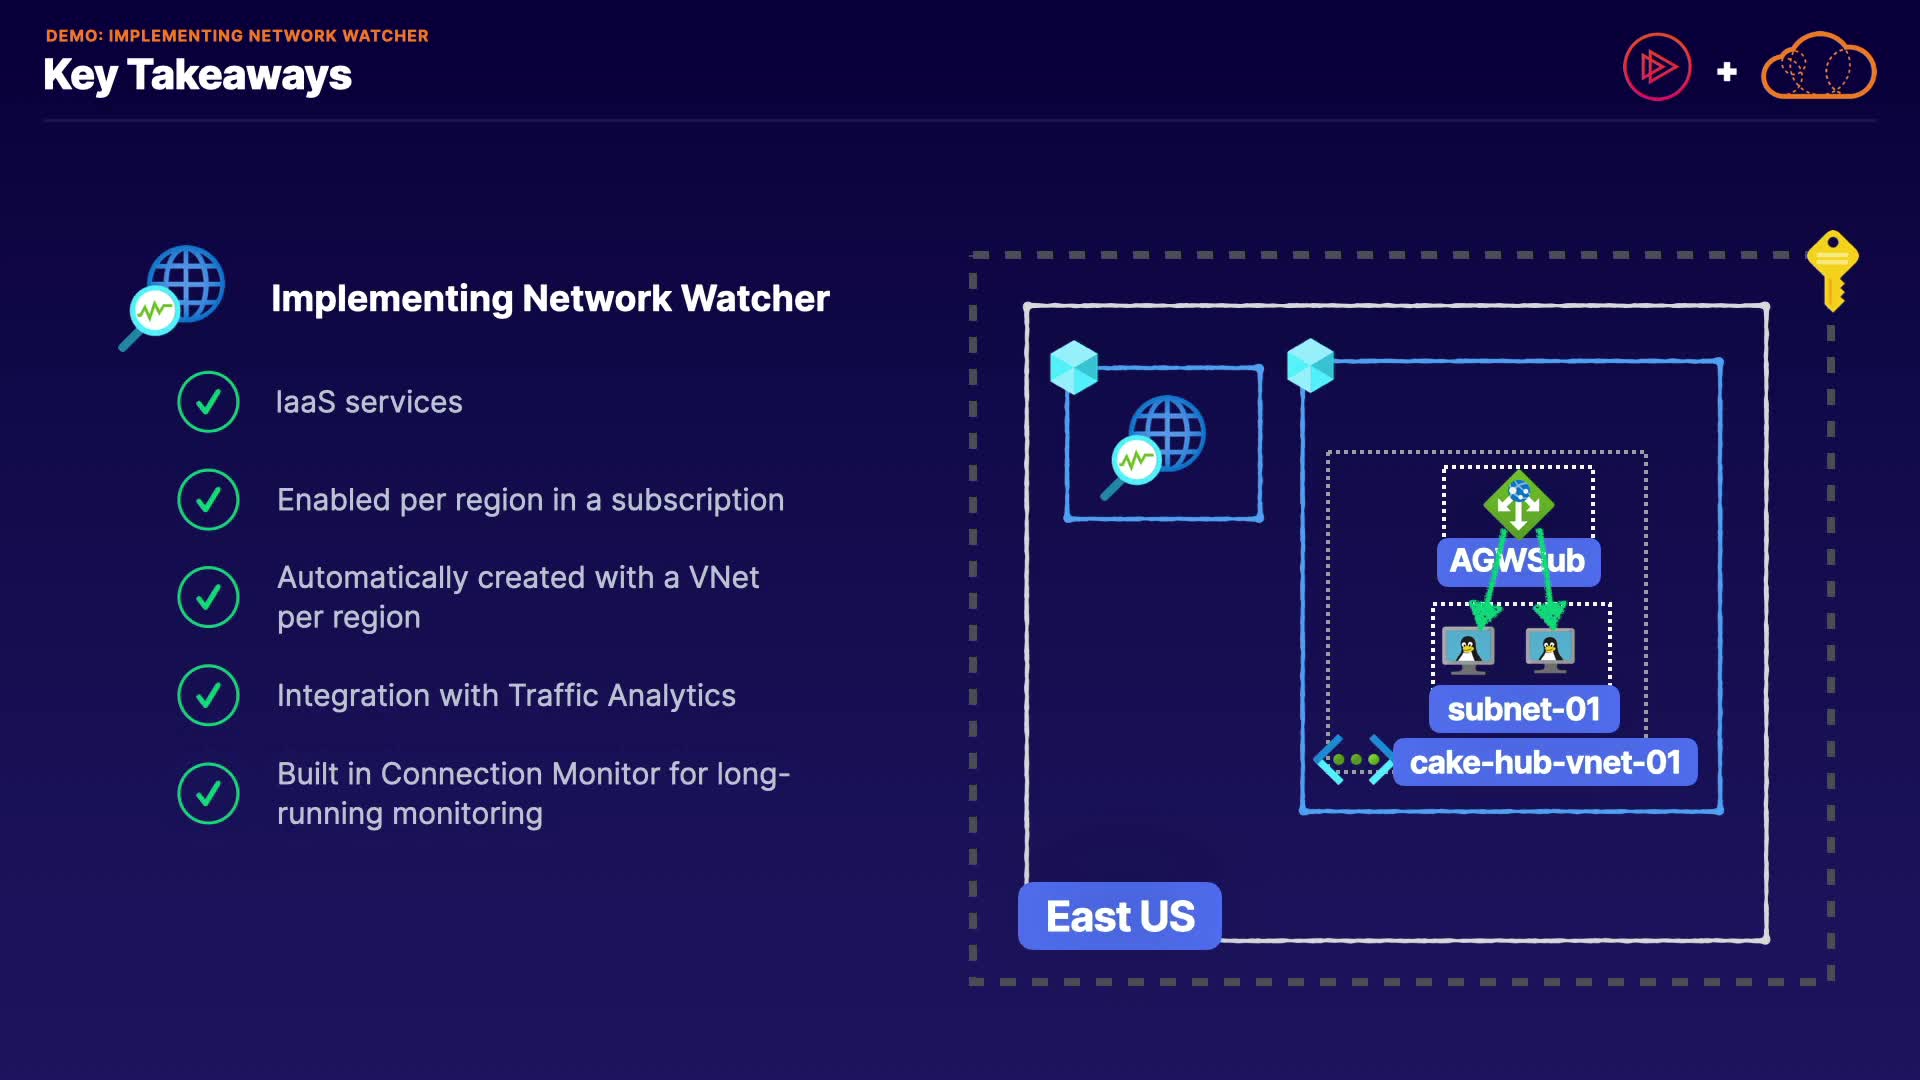 DEMO: IMPLEMENTING NETWORK WATCHER
Key Takeaways
Implementing Network Watcher
IaaS services
Enabled per region in a subscription
Automatically created with a VNet
per region
Integration with Traffic Analytics
Built in Connection Monitor for long-
running monitoring
AGWSub
subnet-01
cake-hub-vnet-01
East US